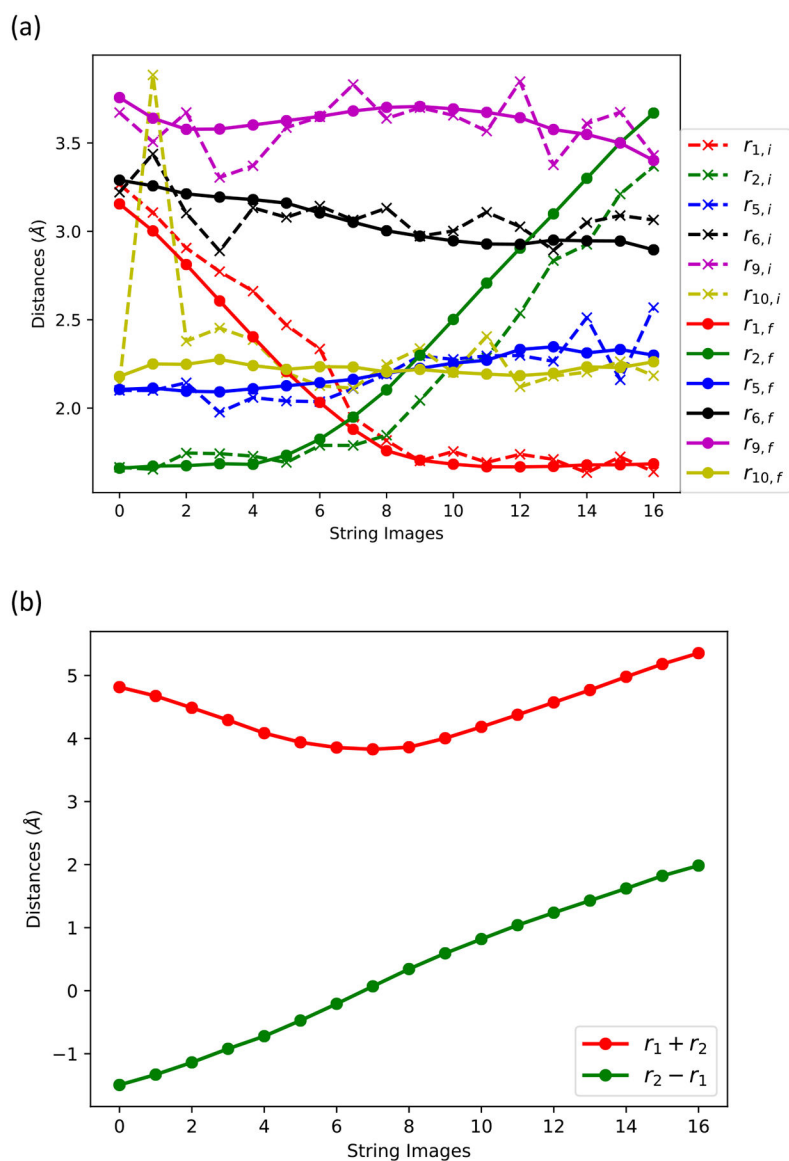 (a)
3.5
3.0
2.5
2.0
Distances (Å)
0 2 4 6 8 10 12 14 16
String Images
r1, i
r2, i
r5, i
r6, i
r9, i
r10, i
r1, f
r2, f
r5, f
r6, f
r9, f
r10, f
(b)
5
4
3
2
1
0
−1
Distances (Å)
0 2 4 6 8 10 12 14 16
String Images
r1 + r2
r2 − r1